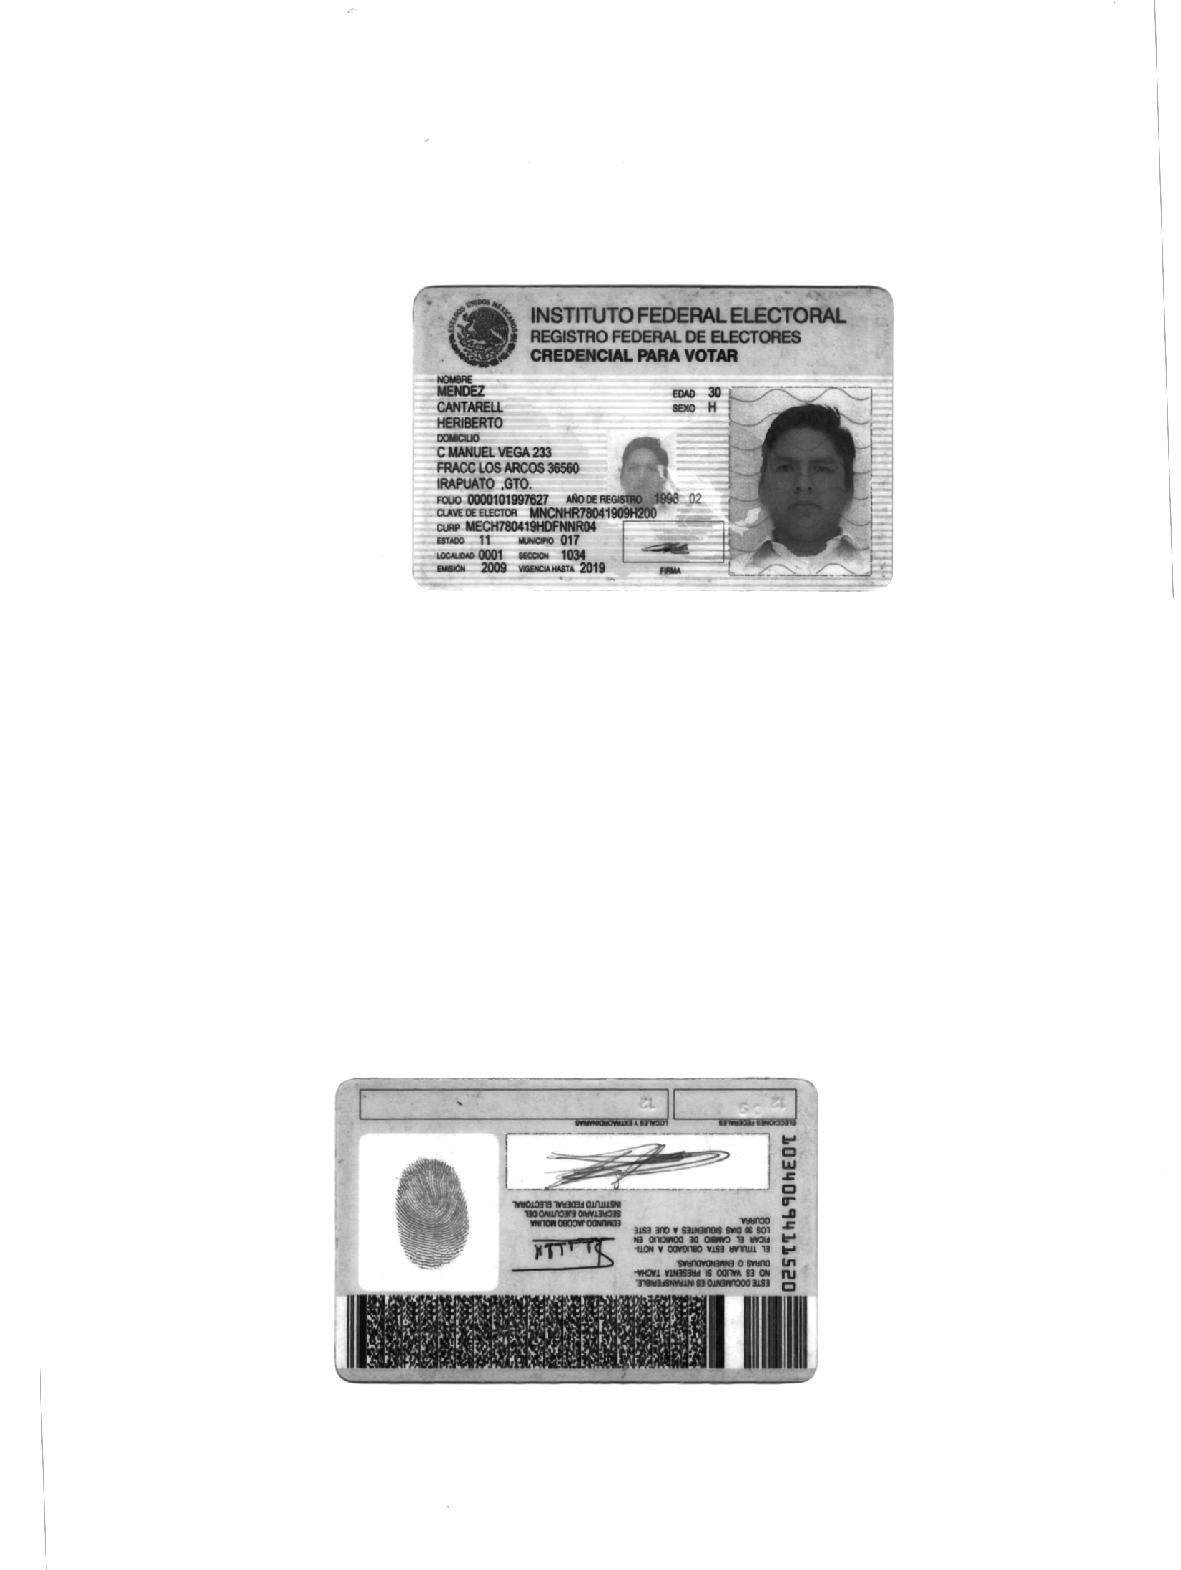 ESTADOS UNIDOS MEXICANOS
INSTITUTO FEDERAL ELECTORAL
REGISTRO FEDERAL DE ELECTORES
CREDENCIAL PARA VOTAR
NOMBRE
MENDEZ
CANTARELL
HERIBERTO
EDAD 30
SEXO H
DOMICILIO
C MANUEL VEGA 233
FRACC LOS ARCOS 36560
IRAPUATO ,GTO.
FOLIO 0000101997627 AÑO DE REGISTRO 1996 02
CLAVE DE ELECTOR MNCNHR78041909H200
CURP MECH780419HDFNNR04
ESTADO 11 MUNICIPIO 017
LOCALIDAD 0001 SECCION 1034
EMISIÓN 2009 VIGENCIA HASTA 2019
FIRMA
ESTE DOCUMENTO ES INTRANSFERIBLE.
NO ES VALIDO SI PRESENTA TACHA-
DURAS O ENMENDADURAS.
EL TITULAR ESTA OBLIGADO A NOTI-
FICAR EL CAMBIO DE DOMICILIO EN
LOS 30 DIAS SIGUIENTES A QUE ESTE
OCURRA.
EDMUNDO JACOBO MOLINA
SECRETARIO EJECUTIVO DEL
INSTITUTO FEDERAL ELECTORAL
1034069411520
ELECCIONES FEDERALES
12 09
LOCALES Y EXTRAORDINARIAS
12